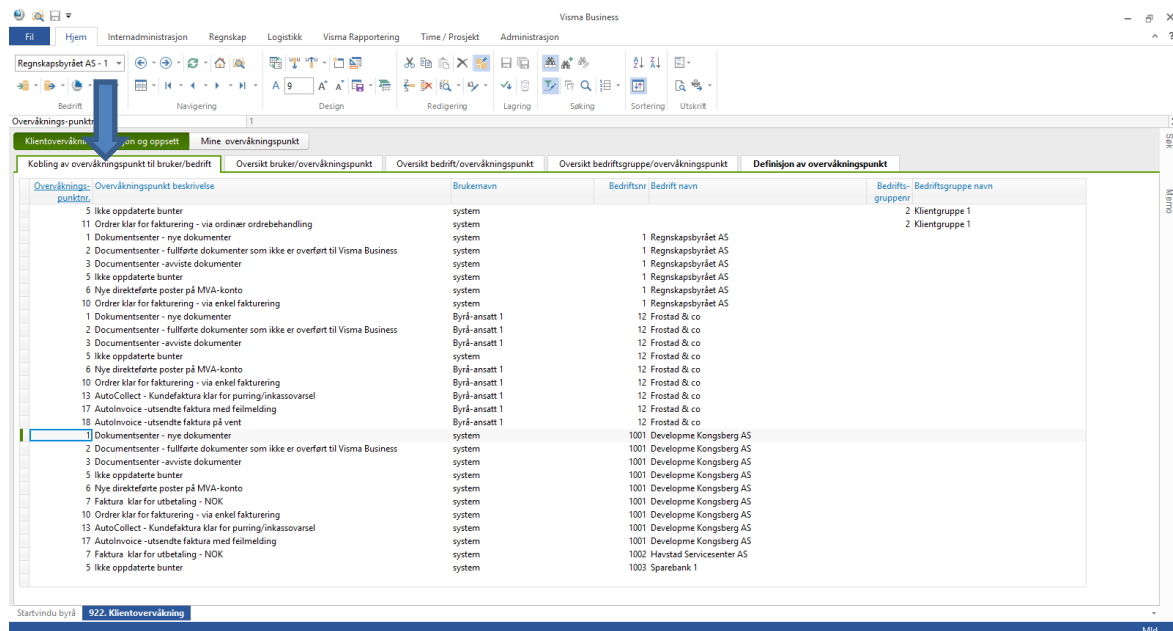 Visma Business
Fil Hjem Internadministrasjon Regnskap Logistikk Visma Rapportering Time / Prosjekt Administrasjon
Regnskapsbyrået AS - 1
A 9
Bedrift Navigering Design Redigering Lagring Søking Sortering Utskrift
Overvåknings-punktnr 1
Klientovervåkning on og oppsett Mine overvåkningspunkt
Kobling av overvåkningspunkt til bruker/bedrift Oversikt bruker/overvåkningspunkt Oversikt bedrift/overvåkningspunkt Oversikt bedriftsgruppe/overvåkningspunkt Definisjon av overvåkningspunkt
Overvåknings- Overvåkningspunkt beskrivelse Brukernavn Bedriftsnr Bedrift navn Bedrifts- Bedriftsgruppe navn
punktnr. gruppenr
5 Ikke oppdaterte bunter system 2 Klientgruppe 1
11 Ordrer klar for fakturering - via ordinær ordrebehandling system 2 Klientgruppe 1
1 Dokumentsenter - nye dokumenter system 1 Regnskapsbyrået AS
2 Documentsenter - fullførte dokumenter som ikke er overført til Visma Business system 1 Regnskapsbyrået AS
3 Documentsenter -avviste dokumenter system 1 Regnskapsbyrået AS
5 Ikke oppdaterte bunter system 1 Regnskapsbyrået AS
6 Nye direkteførte poster på MVA-konto system 1 Regnskapsbyrået AS
10 Ordrer klar for fakturering - via enkel fakturering system 1 Regnskapsbyrået AS
1 Dokumentsenter - nye dokumenter Byrå-ansatt 1 12 Frostad & co
2 Documentsenter - fullførte dokumenter som ikke er overført til Visma Business Byrå-ansatt 1 12 Frostad & co
3 Documentsenter -avviste dokumenter Byrå-ansatt 1 12 Frostad & co
5 Ikke oppdaterte bunter system 12 Frostad & co
6 Nye direkteførte poster på MVA-konto Byrå-ansatt 1 12 Frostad & co
10 Ordrer klar for fakturering - via enkel fakturering Byrå-ansatt 1 12 Frostad & co
13 AutoCollect - Kundefaktura klar for purring/inkassovarsel Byrå-ansatt 1 12 Frostad & co
17 AutoInvoice -utsendte faktura med feilmelding Byrå-ansatt 1 12 Frostad & co
18 AutoInvoice -utsendte faktura på vent Byrå-ansatt 1 12 Frostad & co
1 Dokumentsenter - nye dokumenter system 1001 Developme Kongsberg AS
2 Documentsenter - fullførte dokumenter som ikke er overført til Visma Business system 1001 Developme Kongsberg AS
3 Documentsenter -avviste dokumenter system 1001 Developme Kongsberg AS
5 Ikke oppdaterte bunter system 1001 Developme Kongsberg AS
6 Nye direkteførte poster på MVA-konto system 1001 Developme Kongsberg AS
7 Faktura klar for utbetaling - NOK system 1001 Developme Kongsberg AS
10 Ordrer klar for fakturering - via enkel fakturering system 1001 Developme Kongsberg AS
13 AutoCollect - Kundefaktura klar for purring/inkassovarsel system 1001 Developme Kongsberg AS
17 AutoInvoice -utsendte faktura med feilmelding system 1001 Developme Kongsberg AS
7 Faktura klar for utbetaling - NOK system 1002 Havstad Servicesenter AS
5 Ikke oppdaterte bunter system 1003 Sparebank 1
Søk
Memo
Startvindu byrå 922. Klientovervåkning
Mld